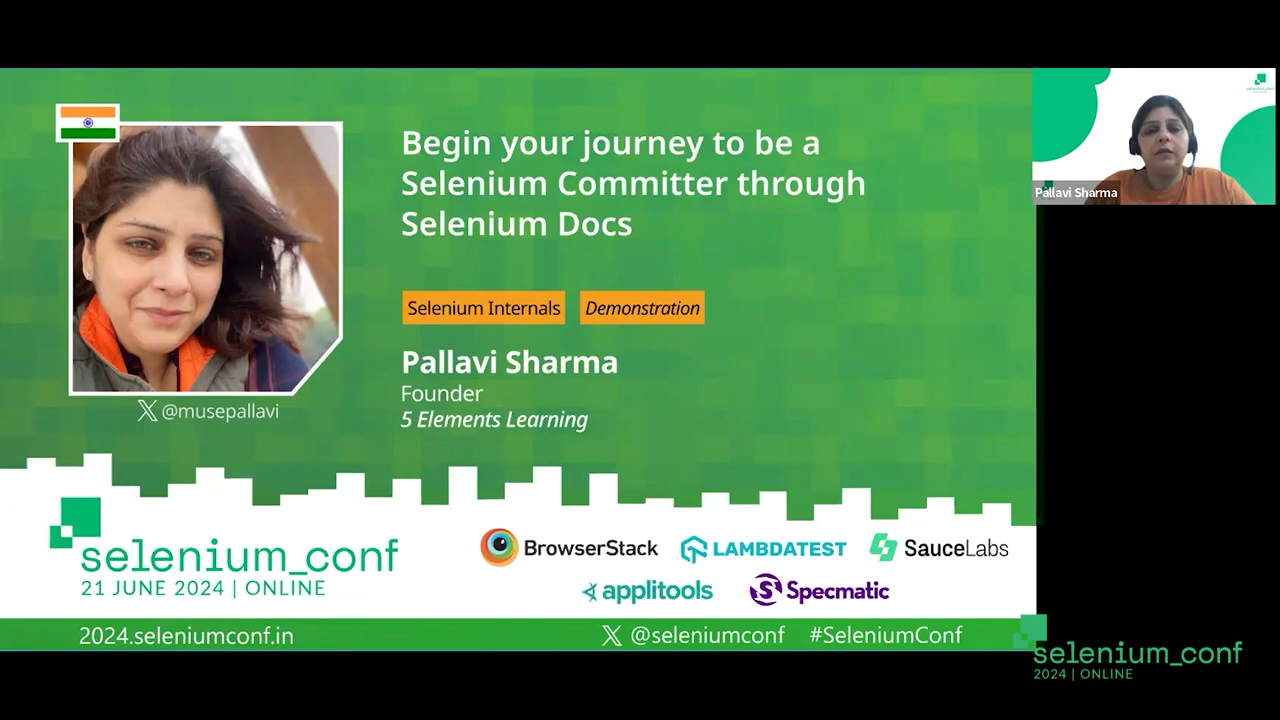 Begin your journey to be a
Selenium Committer through
Selenium Docs
Selenium Internals
Demonstration
Pallavi Sharma
Founder
5 Elements Learning
@musepallavi
selenium_conf
21 JUNE 2024 | ONLINE
BrowserStack
LAMBDATEST
SauceLabs
applitools
Specmatic
2024.seleniumconf.in
X @seleniumconf
#SeleniumConf
Pallavi Sharma
selenium_conf
2024 | ONLINE